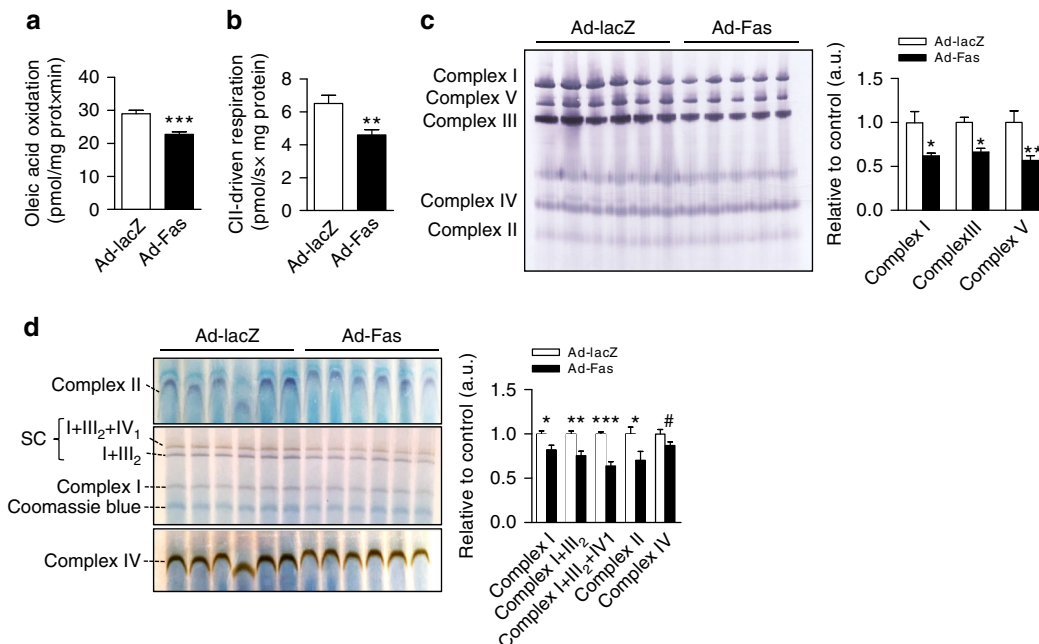 a
Oleic acid oxidation
(pmol/mg prot×min)
40
30
20
10
0
***
Ad-lacZ
Ad-Fas
b
CII-driven respiration
(pmol/s× mg protein)
8
6
4
2
0
**
Ad-lacZ
Ad-Fas
c
Ad-lacZ
Ad-Fas
Complex I
Complex V
Complex III
Complex IV
Complex II
Ad-lacZ
Ad-Fas
Relative to control (a.u.)
1.5
1.0
0.5
0.0
*
*
**
Complex I
ComplexIII
Complex V
d
Ad-lacZ
Ad-Fas
Complex II
SC
I+III2+IV1
I+III2
Complex I
Coomassie blue
Complex IV
Ad-lacZ
Ad-Fas
Relative to control (a.u.)
1.5
1.0
0.5
0.0
*
**
***
*
#
Complex I
Complex I+III2
Complex I+III2+IV1
Complex II
Complex IV